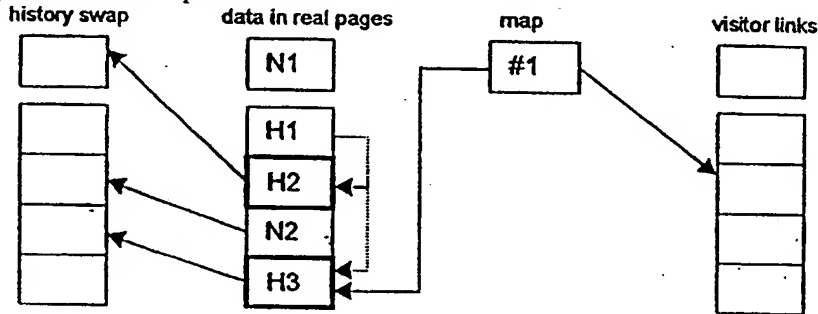 history swap data in real pages map visitor links
N1 #1
H1
H2
N2
H3